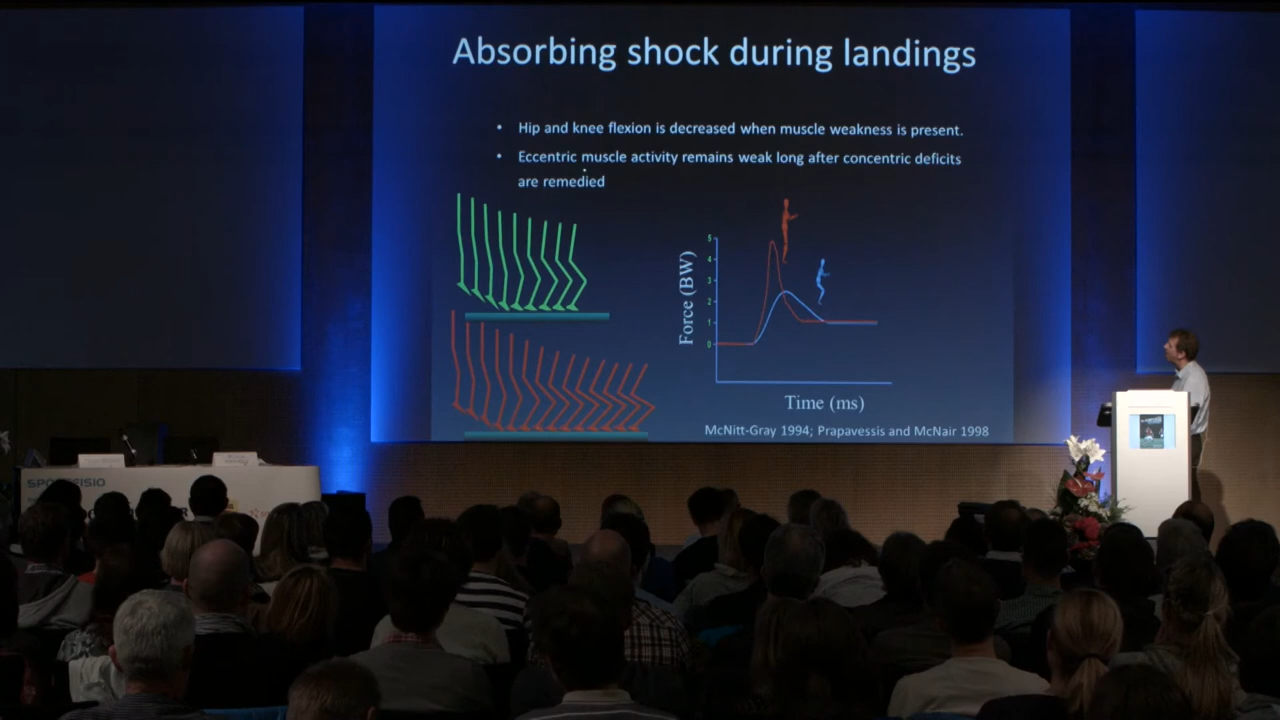 Absorbing shock during landings
• Hip and knee flexion is decreased when muscle weakness is present.
• Eccentric muscle activity remains weak long after concentric deficits
are remedied
Force (BW)
5
4
3
2
1
0
Time (ms)
McNitt-Gray 1994; Prapavessis and McNair 1998